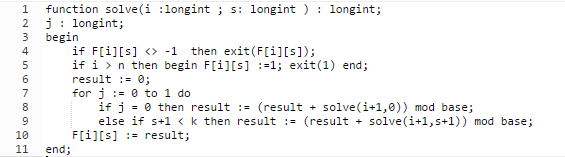 1 function solve(i :longint ; s: longint ) : longint;
2 j : longint;
3 begin
4 if F[i][s] <> -1 then exit(F[i][s]);
5 if i > n then begin F[i][s] :=1; exit(1) end;
6 result := 0;
7 for j := 0 to 1 do
8 if j = 0 then result := (result + solve(i+1,0)) mod base;
9 else if s+1 < k then result := (result + solve(i+1,s+1)) mod base;
10 F[i][s] := result;
11 end;